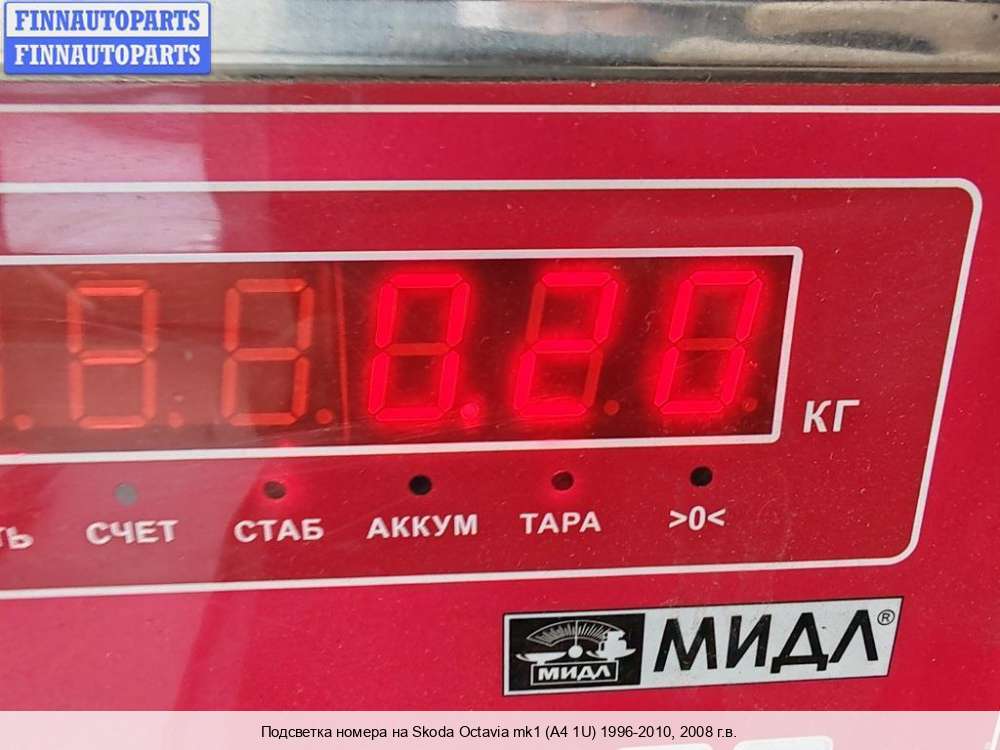 FINNAUTOPARTS
FINNAUTOPARTS
0.20
КГ
СЧЕТ СТАБ АККУМ ТАРА >0<
МИДЛ МИДЛ®
Подсветка номера на Skoda Octavia mk1 (A4 1U) 1996-2010, 2008 г.в.